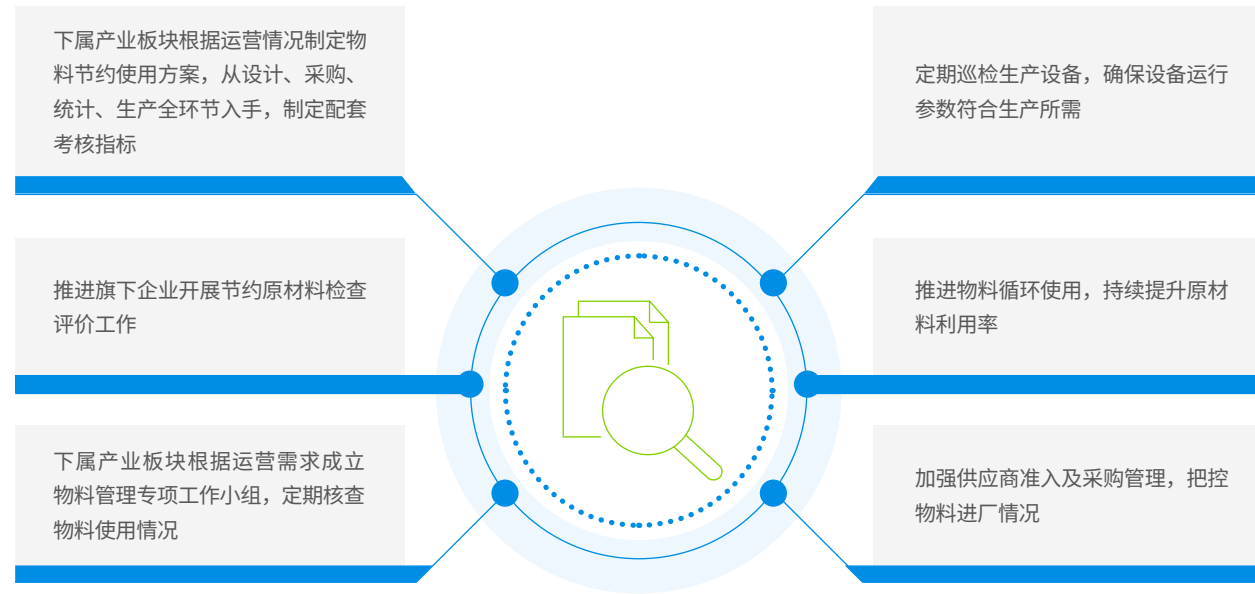 下属产业板块根据运营情况制定物
料节约使用方案，从设计、采购、
统计、生产全环节入手，制定配套
考核指标
推进旗下企业开展节约原材料检查
评价工作
下属产业板块根据运营需求成立
物料管理专项工作小组，定期核查
物料使用情况
定期巡检生产设备，确保设备运行
参数符合生产所需
推进物料循环使用，持续提升原材
料利用率
加强供应商准入及采购管理，把控
物料进厂情况